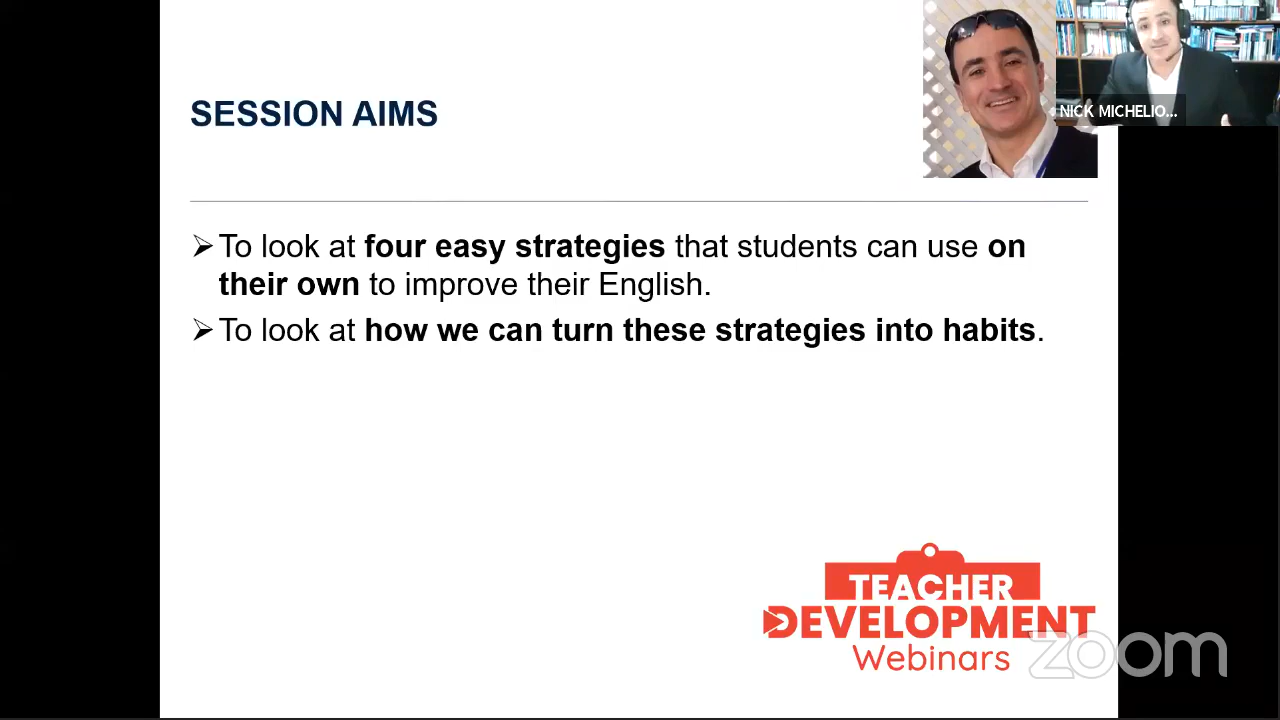 SESSION AIMS
NICK MICHELIO...
➢ To look at four easy strategies that students can use on
their own to improve their English.
➢ To look at how we can turn these strategies into habits.
TEACHER
DEVELOPMENT
Webinars
zoom